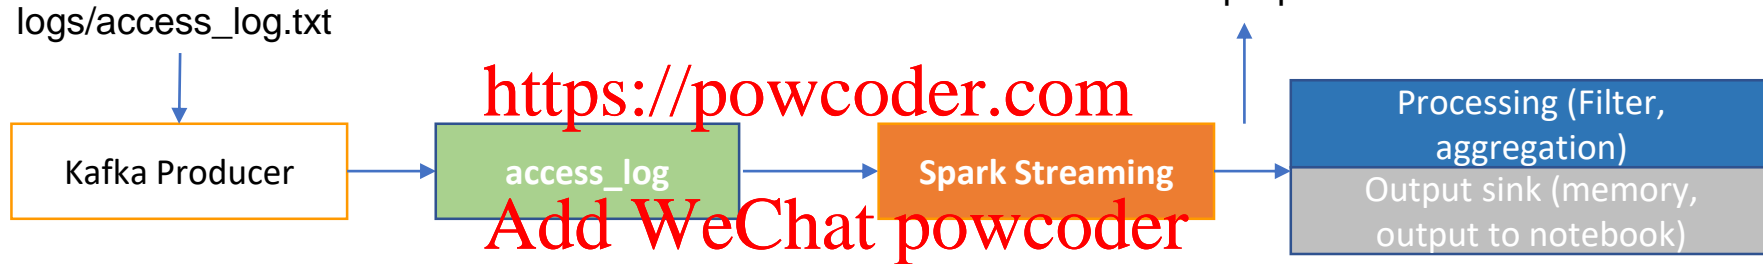 logs/access_log.txt
https://powcoder.com
Processing (Filter,
aggregation)
Kafka Producer
access_log
Spark Streaming
Output sink (memory,
output to notebook)
Add WeChat powcoder